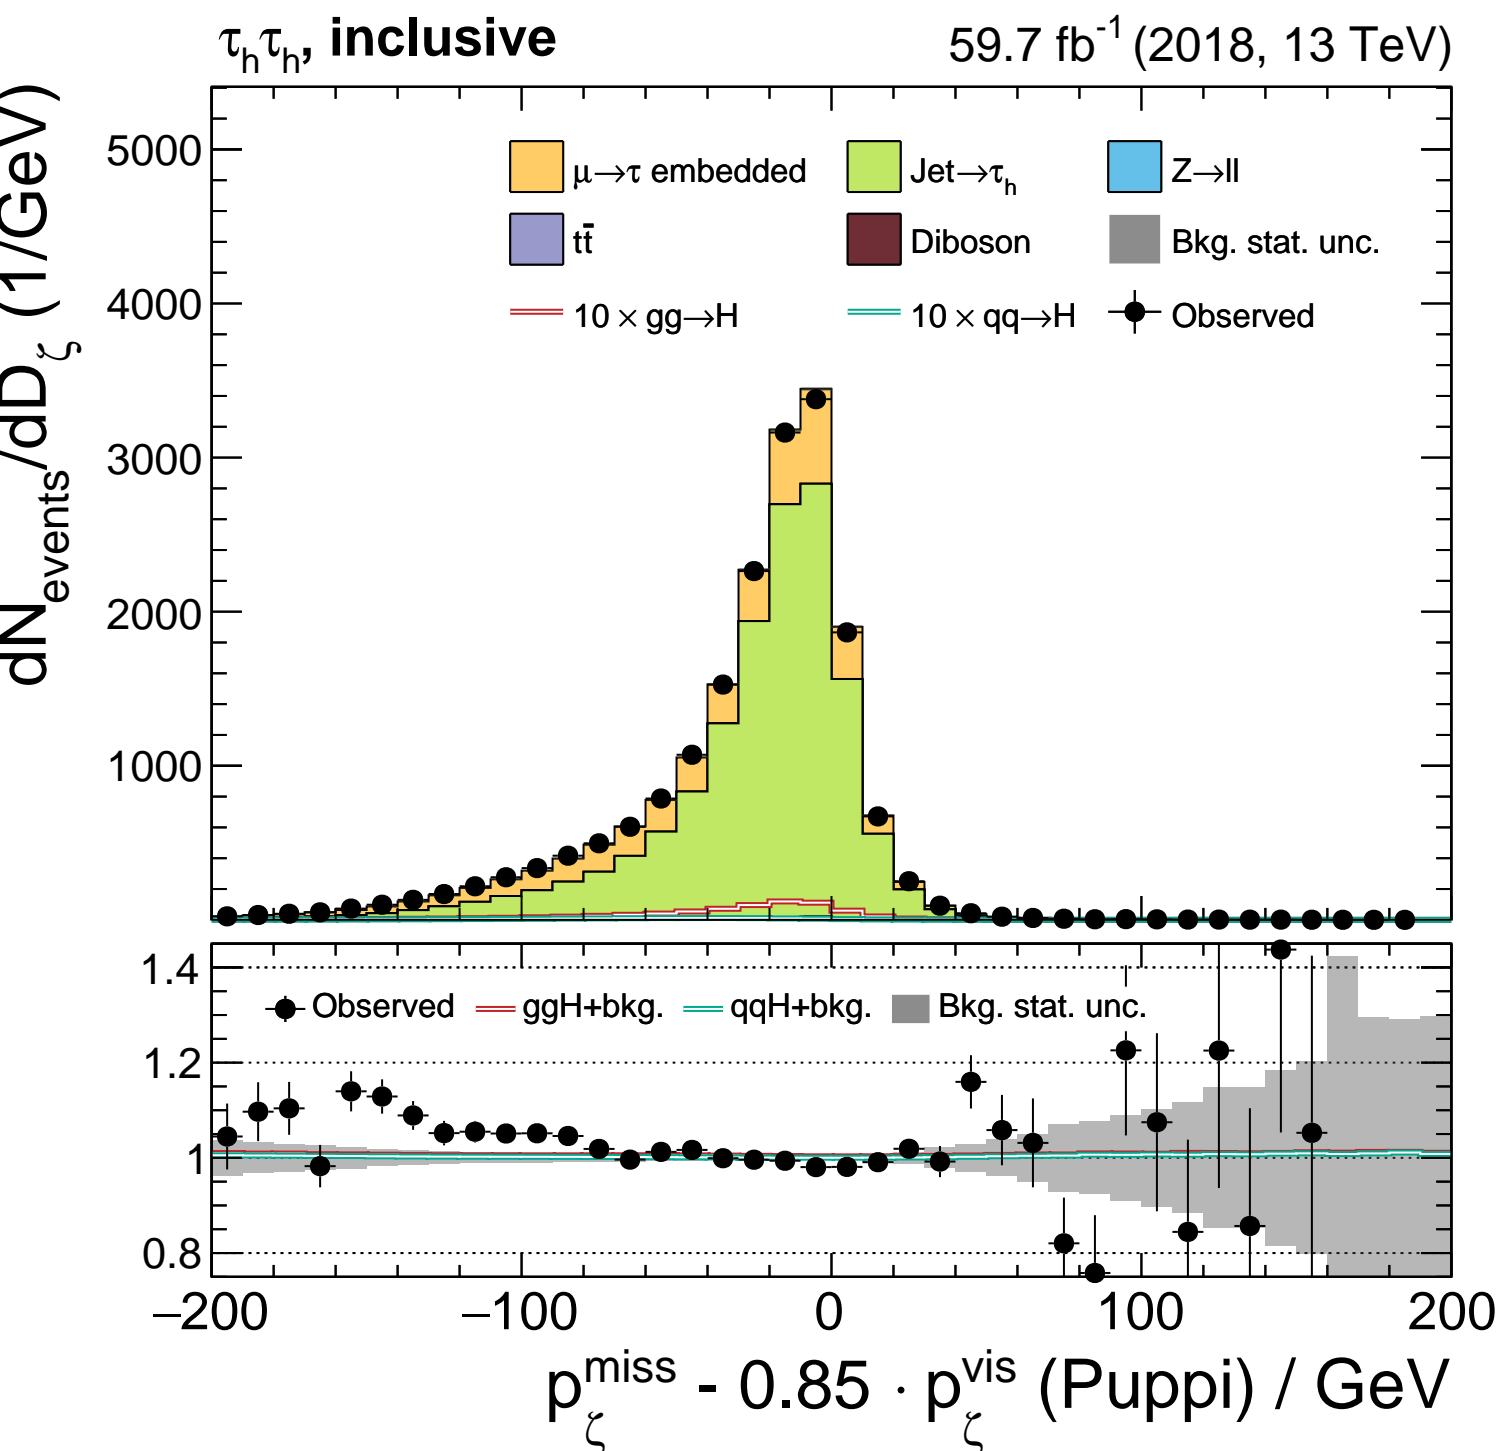 τhτh, inclusive 59.7 fb-1 (2018, 13 TeV)
dNevents/dDζ (1/GeV)
5000
4000
3000
2000
1000
μ→τ embedded Jet→τh Z→ll
tt̄ Diboson Bkg. stat. unc.
10 × gg→H 10 × qq→H Observed
1.4
1.2
1
0.8
Observed ggH+bkg. qqH+bkg. Bkg. stat. unc.
−200 −100 0 100 200
pζmiss - 0.85 · pζvis (Puppi) / GeV